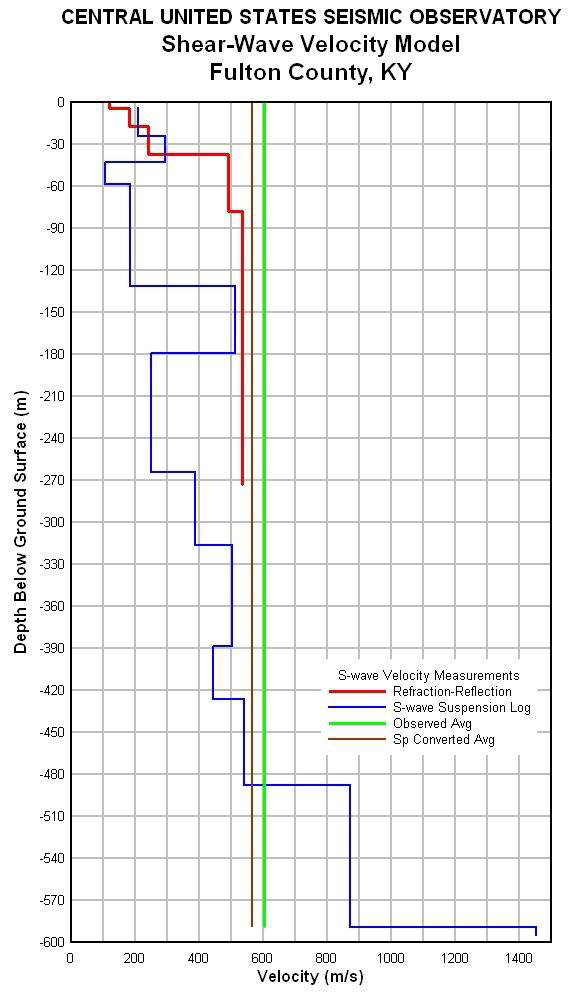 CENTRAL UNITED STATES SEISMIC OBSERVATORY
Shear-Wave Velocity Model
Fulton County, KY
0
-30
-60
-90
-120
-150
-180
-210
-240
-270
-300
-330
-360
-390
-420
-450
-480
-510
-540
-570
-600
Depth Below Ground Surface (m)
S-wave Velocity Measurements
Refraction-Reflection
S-wave Suspension Log
Observed Avg
Sp Converted Avg
0 200 400 600 800 1000 1200 1400
Velocity (m/s)